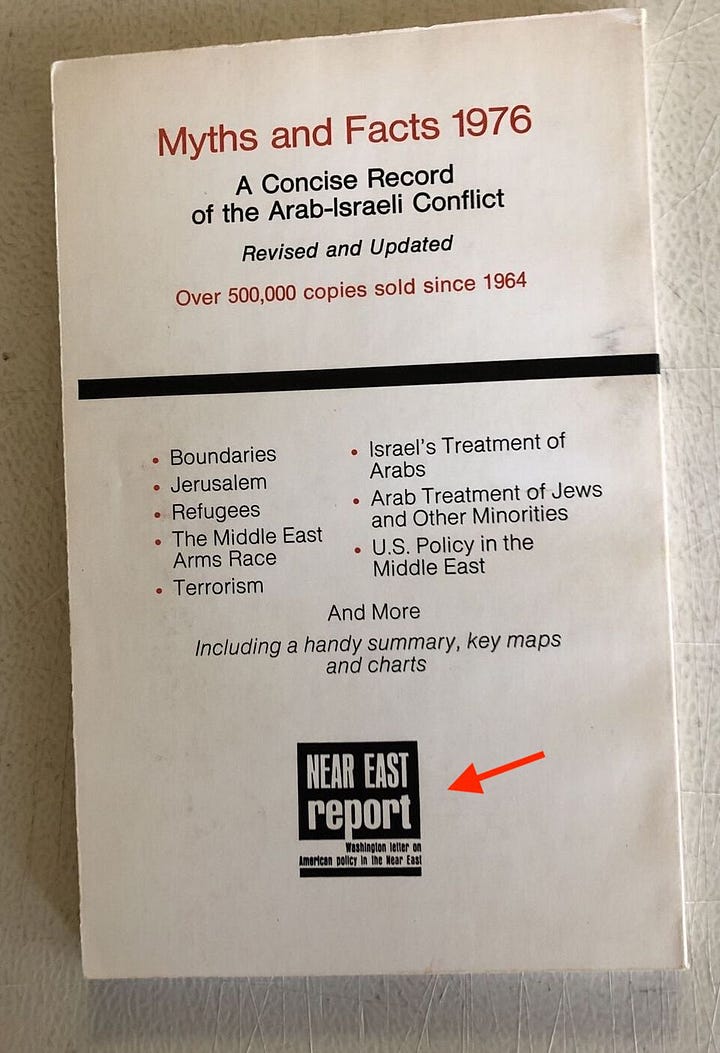 Myths and Facts 1976
A Concise Record
of the Arab-Israeli Conflict
Revised and Updated
Over 500,000 copies sold since 1964
• Boundaries
• Jerusalem
• Refugees
• The Middle East
Arms Race
• Terrorism
• Israel's Treatment of
Arabs
• Arab Treatment of Jews
and Other Minorities
• U.S. Policy in the
Middle East
And More
Including a handy summary, key maps
and charts
NEAR EAST
report
Washington letter on
American policy in the Near East